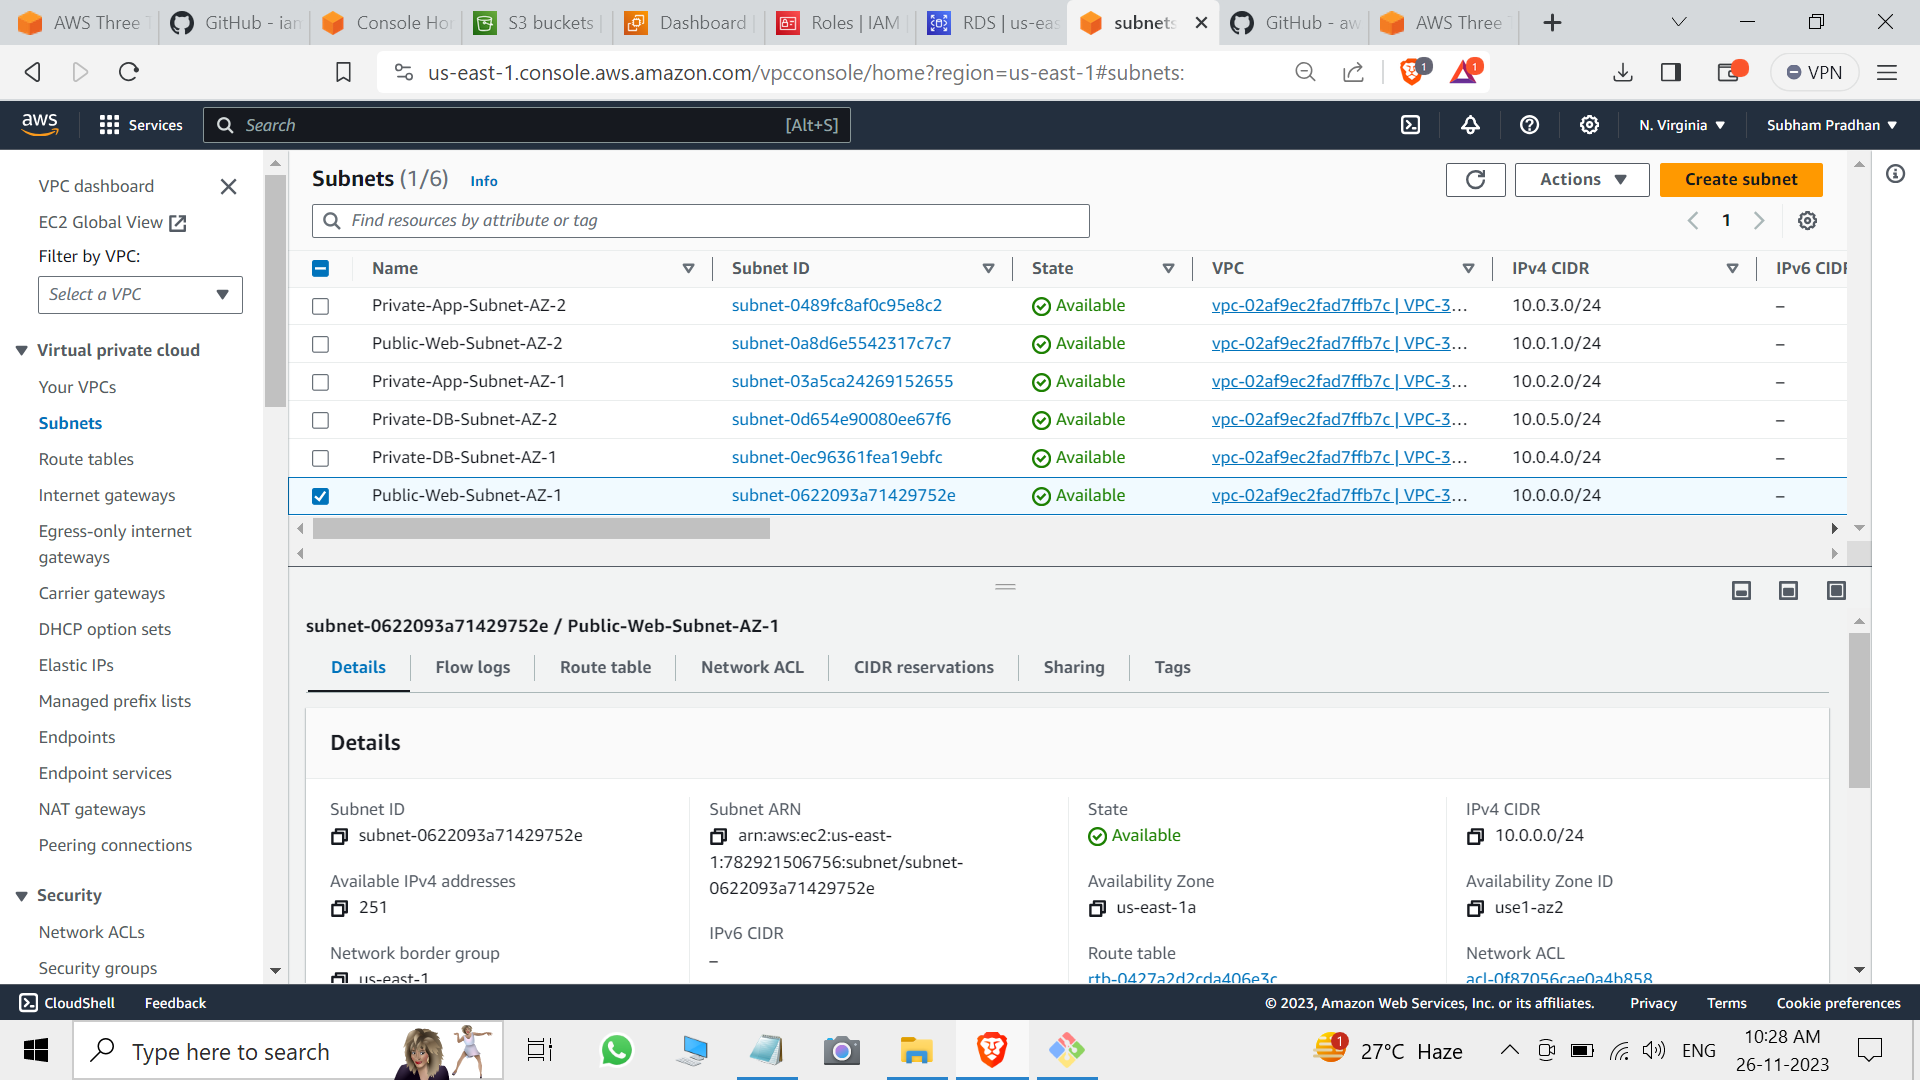 AWS Three T
GitHub - iam
Console Hor
S3 buckets |
Dashboard |
Roles | IAM |
RDS | us-eas
subnets
GitHub - aw
AWS Three T
us-east-1.console.aws.amazon.com/vpcconsole/home?region=us-east-1#subnets:
1
1
VPN
aws
Services
Search
[Alt+S]
N. Virginia
Subham Pradhan
VPC dashboard
EC2 Global View
Filter by VPC:
Select a VPC
Virtual private cloud
Your VPCs
Subnets
Route tables
Internet gateways
Egress-only internet
gateways
Carrier gateways
DHCP option sets
Elastic IPs
Managed prefix lists
Endpoints
Endpoint services
NAT gateways
Peering connections
Security
Network ACLs
Security groups
Subnets (1/6) Info
Actions
Create subnet
Find resources by attribute or tag
1
Name Subnet ID State VPC IPv4 CIDR IPv6 CIDR
Private-App-Subnet-AZ-2 subnet-0489fc8af0c95e8c2 Available vpc-02af9ec2fad7ffb7c | VPC-3... 10.0.3.0/24 –
Public-Web-Subnet-AZ-2 subnet-0a8d6e5542317c7c7 Available vpc-02af9ec2fad7ffb7c | VPC-3... 10.0.1.0/24 –
Private-App-Subnet-AZ-1 subnet-03a5ca24269152655 Available vpc-02af9ec2fad7ffb7c | VPC-3... 10.0.2.0/24 –
Private-DB-Subnet-AZ-2 subnet-0d654e90080ee67f6 Available vpc-02af9ec2fad7ffb7c | VPC-3... 10.0.5.0/24 –
Private-DB-Subnet-AZ-1 subnet-0ec96361fea19ebfc Available vpc-02af9ec2fad7ffb7c | VPC-3... 10.0.4.0/24 –
Public-Web-Subnet-AZ-1 subnet-0622093a71429752e Available vpc-02af9ec2fad7ffb7c | VPC-3... 10.0.0.0/24 –
subnet-0622093a71429752e / Public-Web-Subnet-AZ-1
Details Flow logs Route table Network ACL CIDR reservations Sharing Tags
Details
Subnet ID
subnet-0622093a71429752e
Available IPv4 addresses
251
Network border group
us-east-1
Subnet ARN
arn:aws:ec2:us-east-
1:782921506756:subnet/subnet-
0622093a71429752e
IPv6 CIDR
–
State
Available
Availability Zone
us-east-1a
Route table
rtb-0427a2d2cda406e3c
IPv4 CIDR
10.0.0.0/24
Availability Zone ID
use1-az2
Network ACL
acl-0f87056cae0a4b858
CloudShell
Feedback
© 2023, Amazon Web Services, Inc. or its affiliates.
Privacy
Terms
Cookie preferences
Type here to search
1
27°C Haze
ENG
10:28 AM
26-11-2023